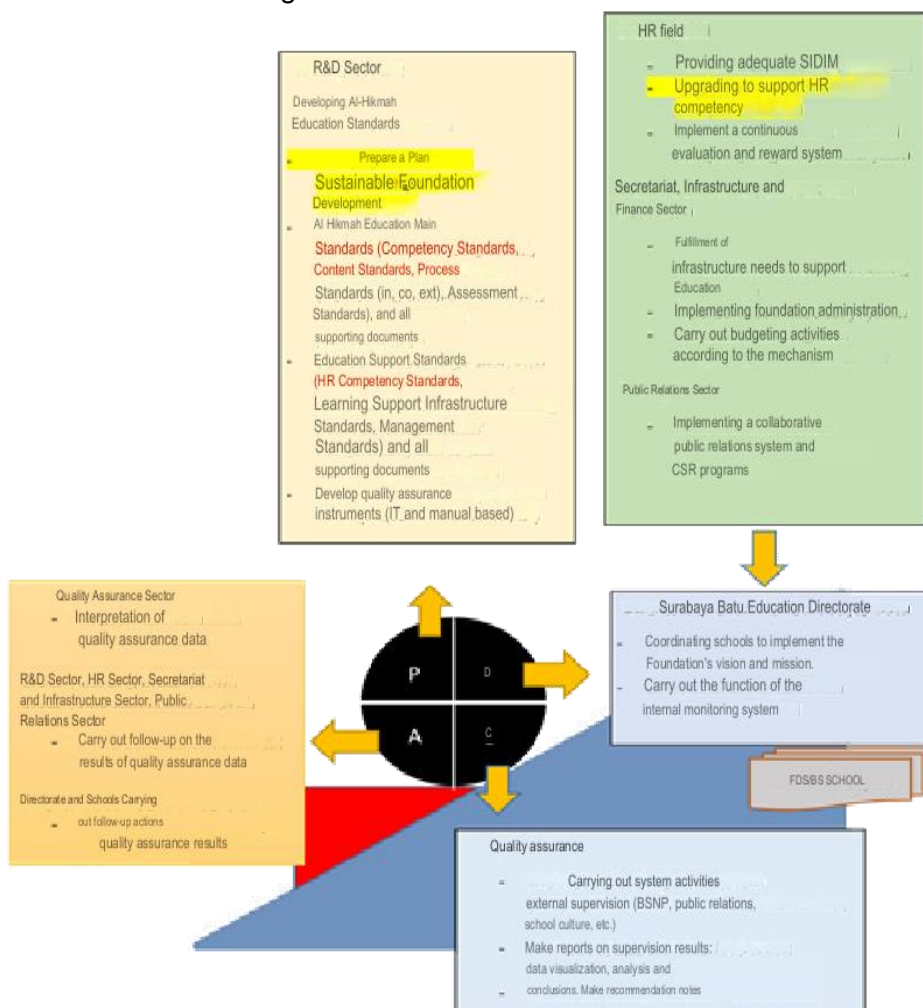 R&D Sector
Developing Al-Hikmah
Education Standards
- Prepare a Plan
Sustainable Foundation
Development
- Al Hikmah Education Main
Standards (Competency Standards,
Content Standards, Process
Standards (in, co, ext), Assessment
Standards), and all
supporting documents
- Education Support Standards
(HR Competency Standards,
Learning Support Infrastructure
Standards, Management
Standards) and all
supporting documents
- Develop quality assurance
instruments (IT and manual based)
HR field
- Providing adequate SIDIM
- Upgrading to support HR
competency
- Implement a continuous
evaluation and reward system
Secretariat, Infrastructure and
Finance Sector
- Fulfillment of
infrastructure needs to support
Education
- Implementing foundation administration
- Carry out budgeting activities
according to the mechanism
Public Relations Sector
- Implementing a collaborative
public relations system and
CSR programs
Quality Assurance Sector
- Interpretation of
quality assurance data
R&D Sector, HR Sector, Secretariat
and Infrastructure Sector, Public
Relations Sector
- Carry out follow-up on the
results of quality assurance data
Directorate and Schools Carrying
- out follow-up actions
quality assurance results
P
D
A
C
Surabaya Batu Education Directorate
- Coordinating schools to implement the
Foundation's vision and mission.
- Carry out the function of the
internal monitoring system
FDS/BS SCHOOL
Quality assurance
- Carrying out system activities
external supervision (BSNP, public relations,
school culture, etc.)
- Make reports on supervision results:
data visualization, analysis and
- conclusions. Make recommendation notes